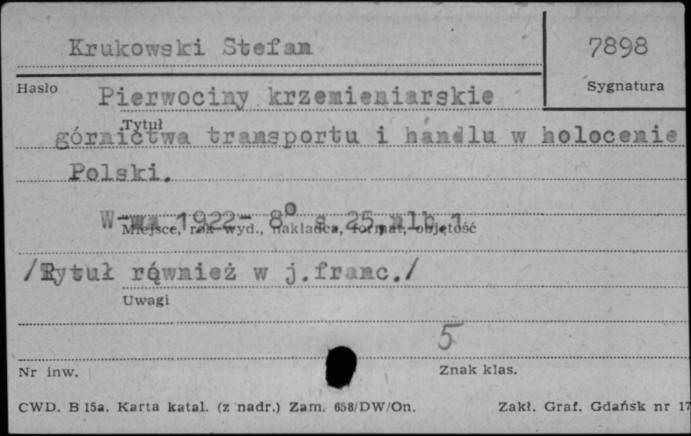 Krukowski Stefan
7898
Hasło
Sygnatura
Pierwociny krzemieniarskie
Tytuł
górnictwa transportu i handlu w holocenie
Polski.
W-wa 1922- 8° s.25,nlb.1
Miejsce, rok wyd., nakładca, format, objętość
/Tytuł również w j.franc./
Uwagi
5
Nr inw.
Znak klas.
CWD. B 15a. Karta katal. (z nadr.) Zam. 658/DW/On.
Zakł. Graf. Gdańsk nr 17